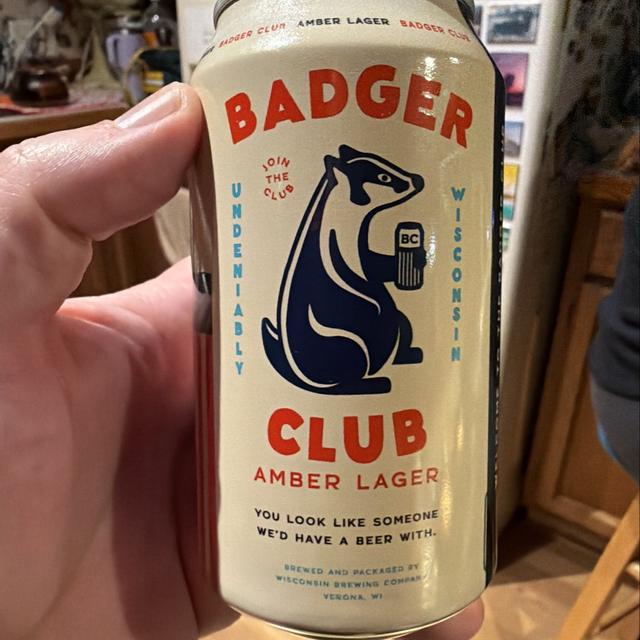 BADGER CLUB AMBER LAGER BADGER CLUB
BADGER
JOIN
THE
CLUB
UNDENIABLY
WISCONSIN
BC
CLUB
AMBER LAGER
YOU LOOK LIKE SOMEONE
WE'D HAVE A BEER WITH.
BREWED AND PACKAGED BY
WISCONSIN BREWING COMPANY
VERONA, WI